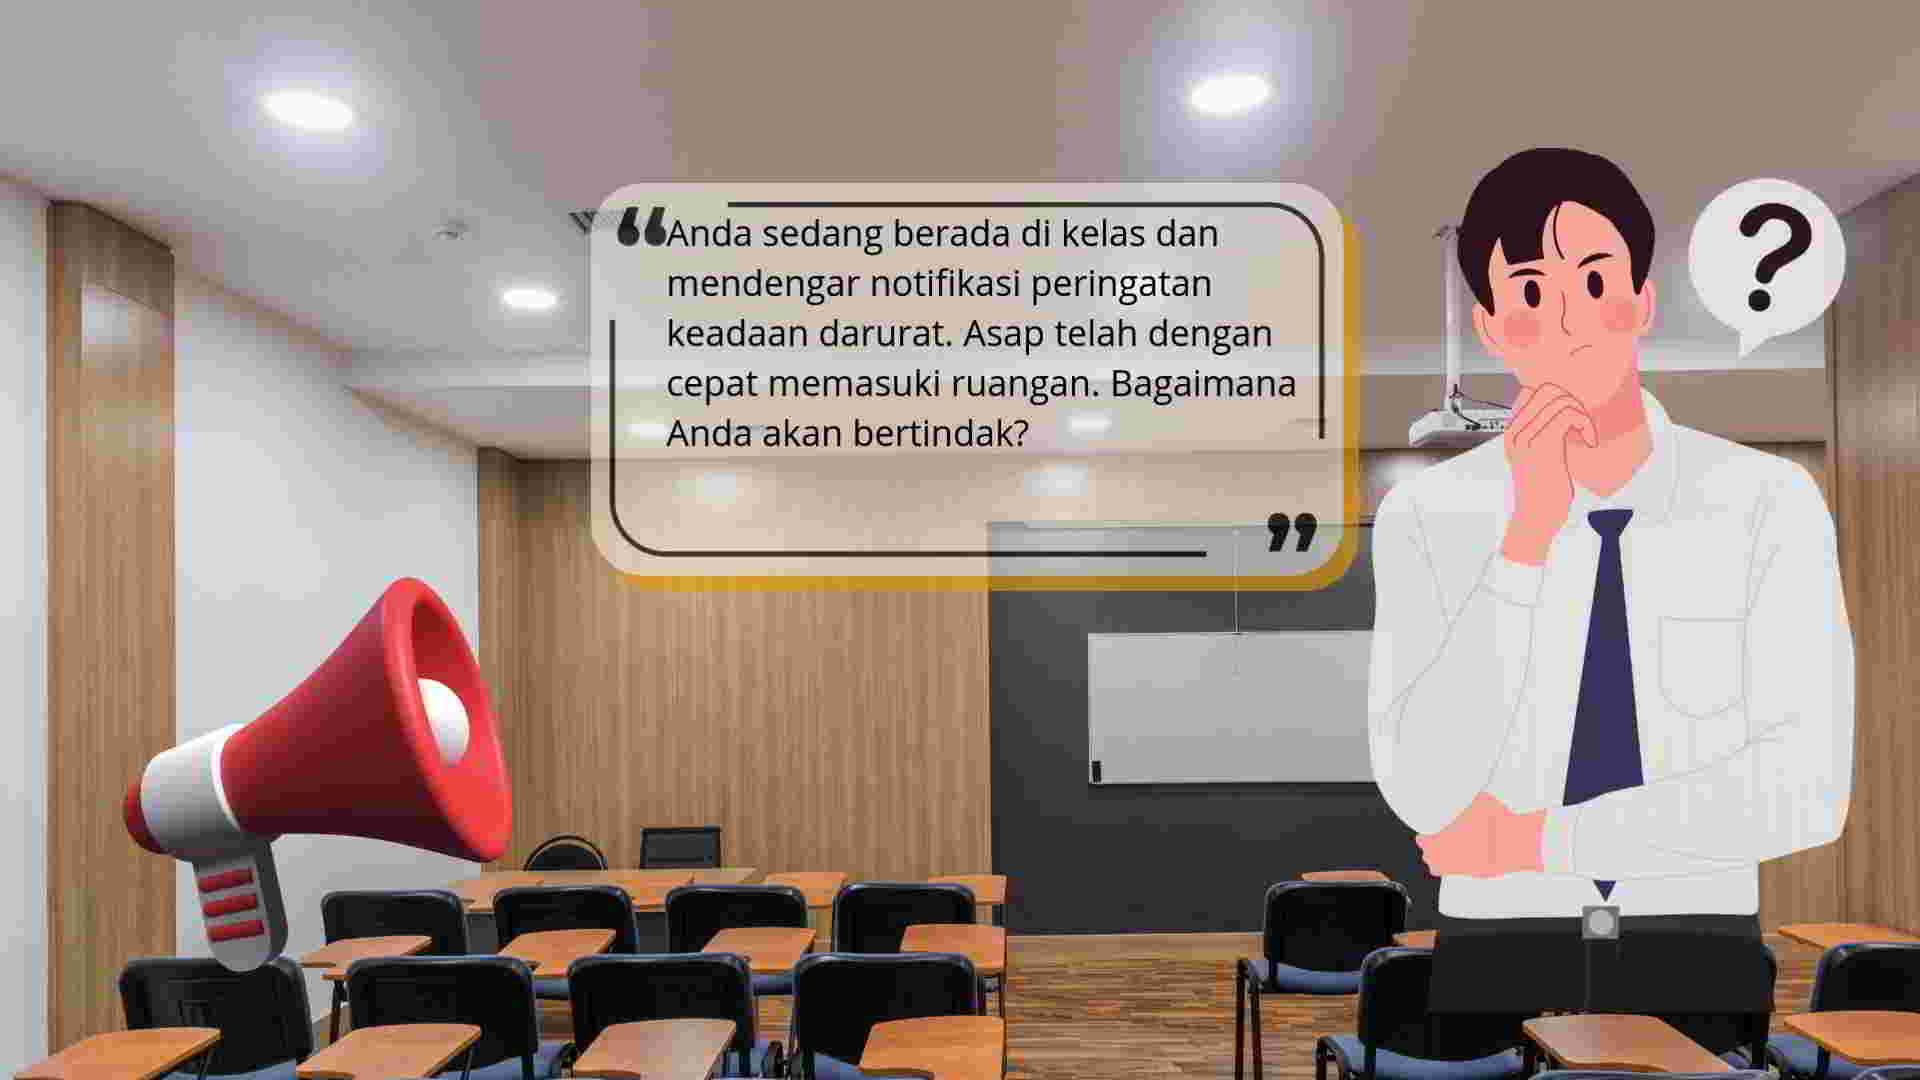 “Anda sedang berada di kelas dan
mendengar notifikasi peringatan
keadaan darurat. Asap telah dengan
cepat memasuki ruangan. Bagaimana
Anda akan bertindak?
”
?